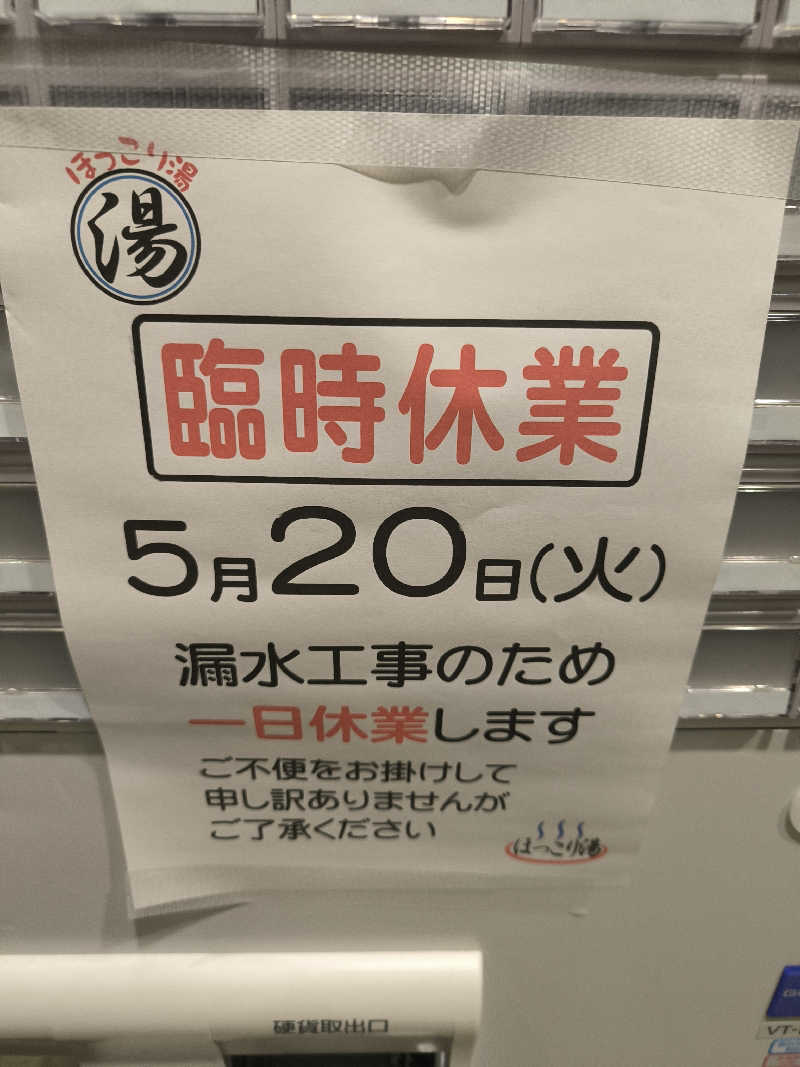 ほっこり湯
湯
臨時休業
5月20日(火)
漏水工事のため
一日休業します
ご不便をお掛けして
申し訳ありませんが
ご了承ください
ほっこり湯
硬貨取出口